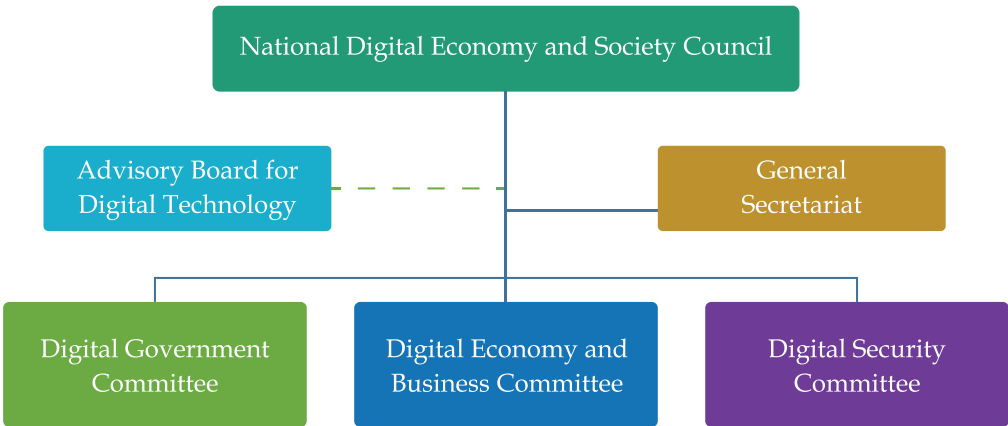 National Digital Economy and Society Council
Advisory Board for
Digital Technology
General
Secretariat
Digital Government
Committee
Digital Economy and
Business Committee
Digital Security
Committee